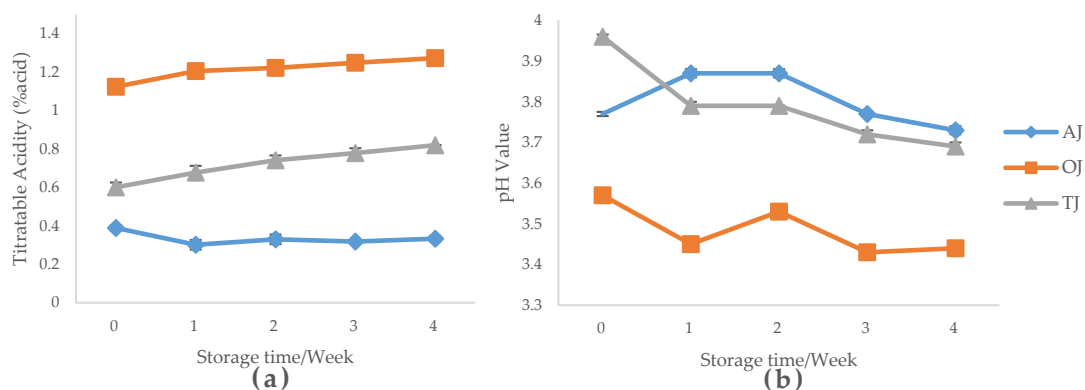 Titratable Acidity (%acid)
1.4
1.2
1
0.8
0.6
0.4
0.2
0
0 1 2 3 4
Storage time/Week
(a)
pH Value
4
3.9
3.8
3.7
3.6
3.5
3.4
3.3
0 1 2 3 4
Storage time/Week
(b)
AJ
OJ
TJ